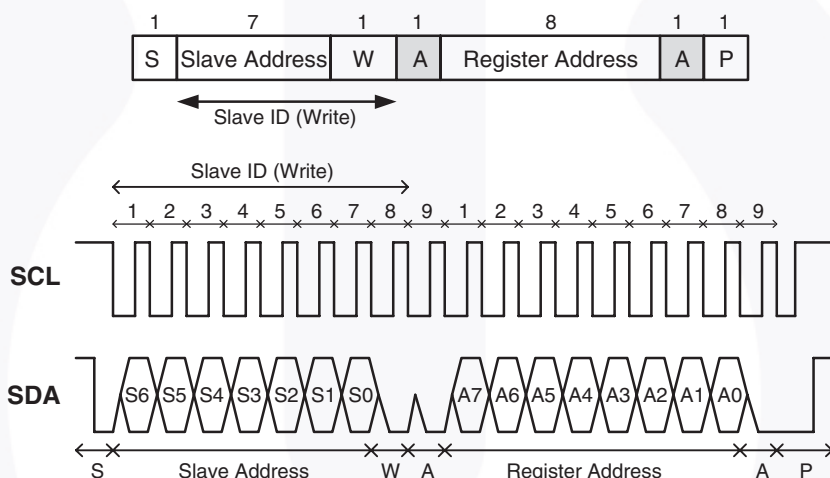 1 7 1 1 8 1 1
S Slave Address W A Register Address A P
Slave ID (Write)
Slave ID (Write)
1 2 3 4 5 6 7 8 9 1 2 3 4 5 6 7 8 9
SCL
SDA S6 S5 S4 S3 S2 S1 S0 A7 A6 A5 A4 A3 A2 A1 A0
S Slave Address W A Register Address A P